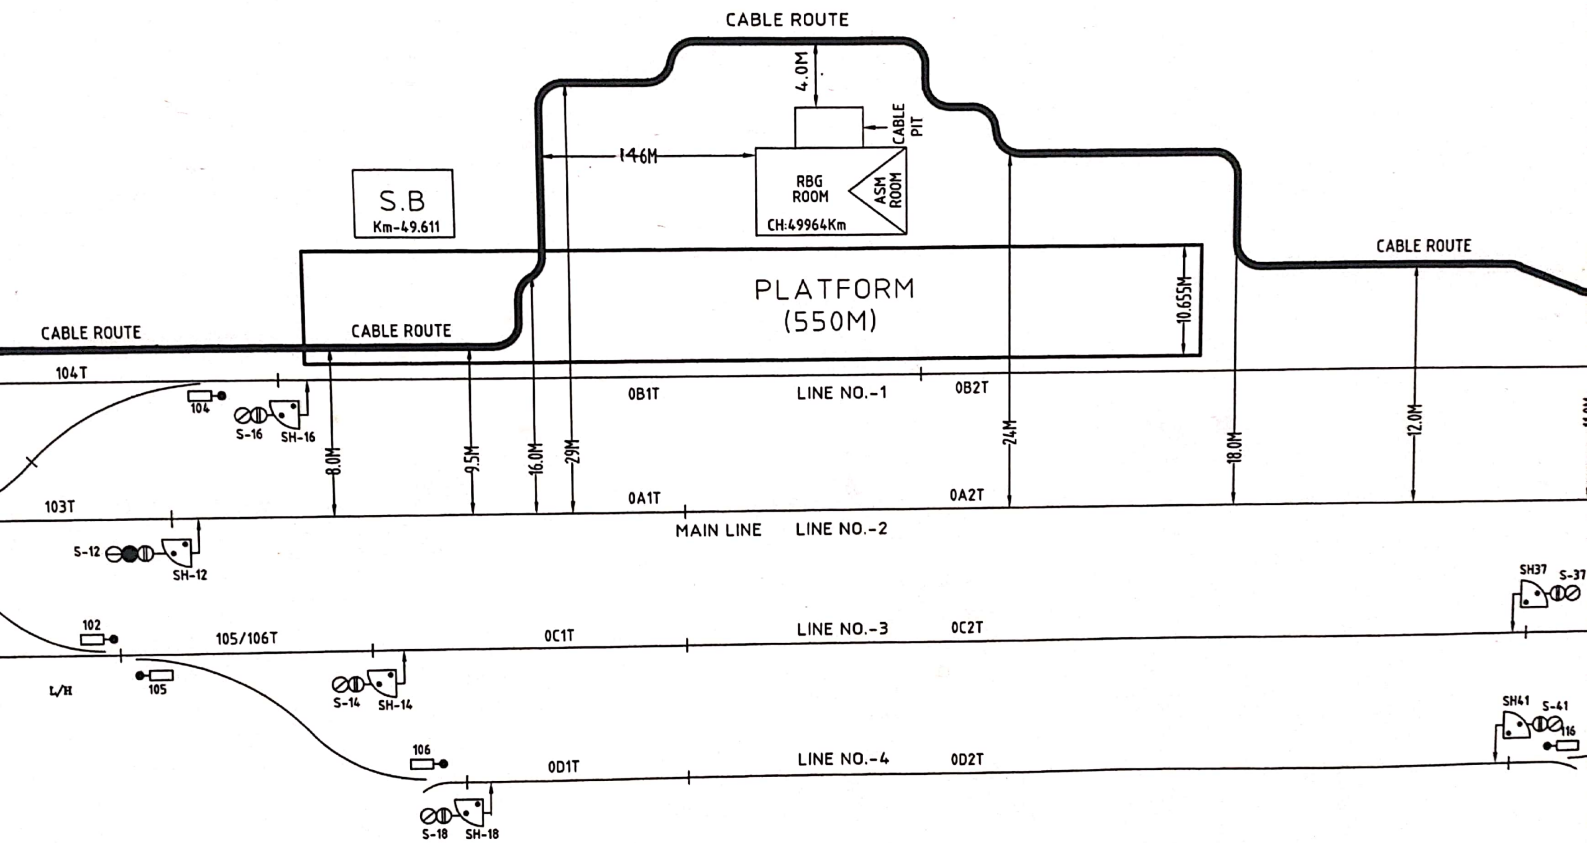 CABLE ROUTE
4.0M
CABLE
PIT
146M
RBG
ROOM
ASM
ROOM
CH:49964Km
S.B
Km-49.611
CABLE ROUTE
PLATFORM
(550M)
10.655M
CABLE ROUTE
CABLE ROUTE
104T
0B1T
LINE NO.-1
0B2T
104
S-16
SH-16
8.0M
9.5M
16.0M
29M
24M
18.0M
12.0M
103T
0A1T
0A2T
MAIN LINE
LINE NO.-2
S-12
SH-12
SH37
S-37
102
105/106T
0C1T
LINE NO.-3
0C2T
L/H
105
S-14
SH-14
SH41
S-41
116
106
0D1T
LINE NO.-4
0D2T
S-18
SH-18